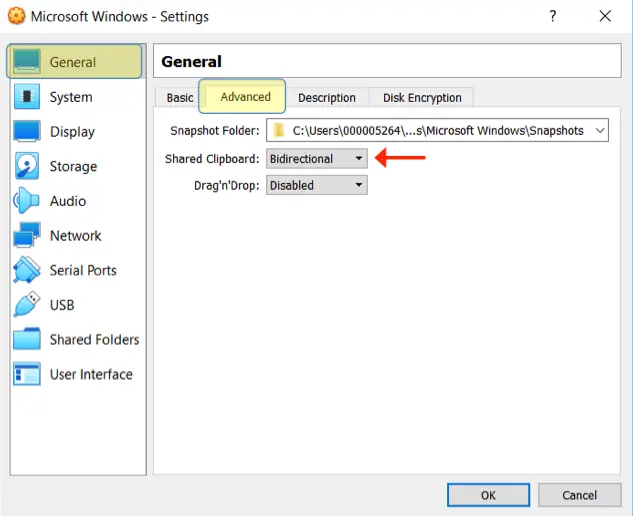 Microsoft Windows - Settings
?
General
System
Display
Storage
Audio
Network
Serial Ports
USB
Shared Folders
User Interface
General
Basic Advanced Description Disk Encryption
Snapshot Folder: C:\Users\000005264\...s\Microsoft Windows\Snapshots
Shared Clipboard: Bidirectional
Drag'n'Drop: Disabled
OK Cancel